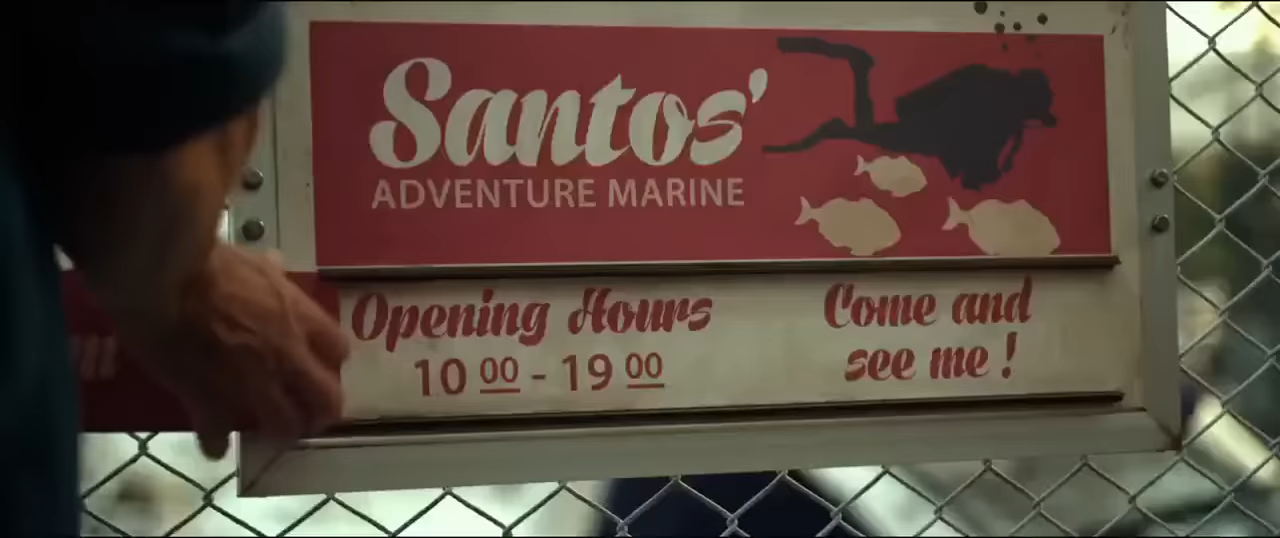 Santos'
ADVENTURE MARINE
Opening Hours
10 00 - 19 00
Come and
see me !